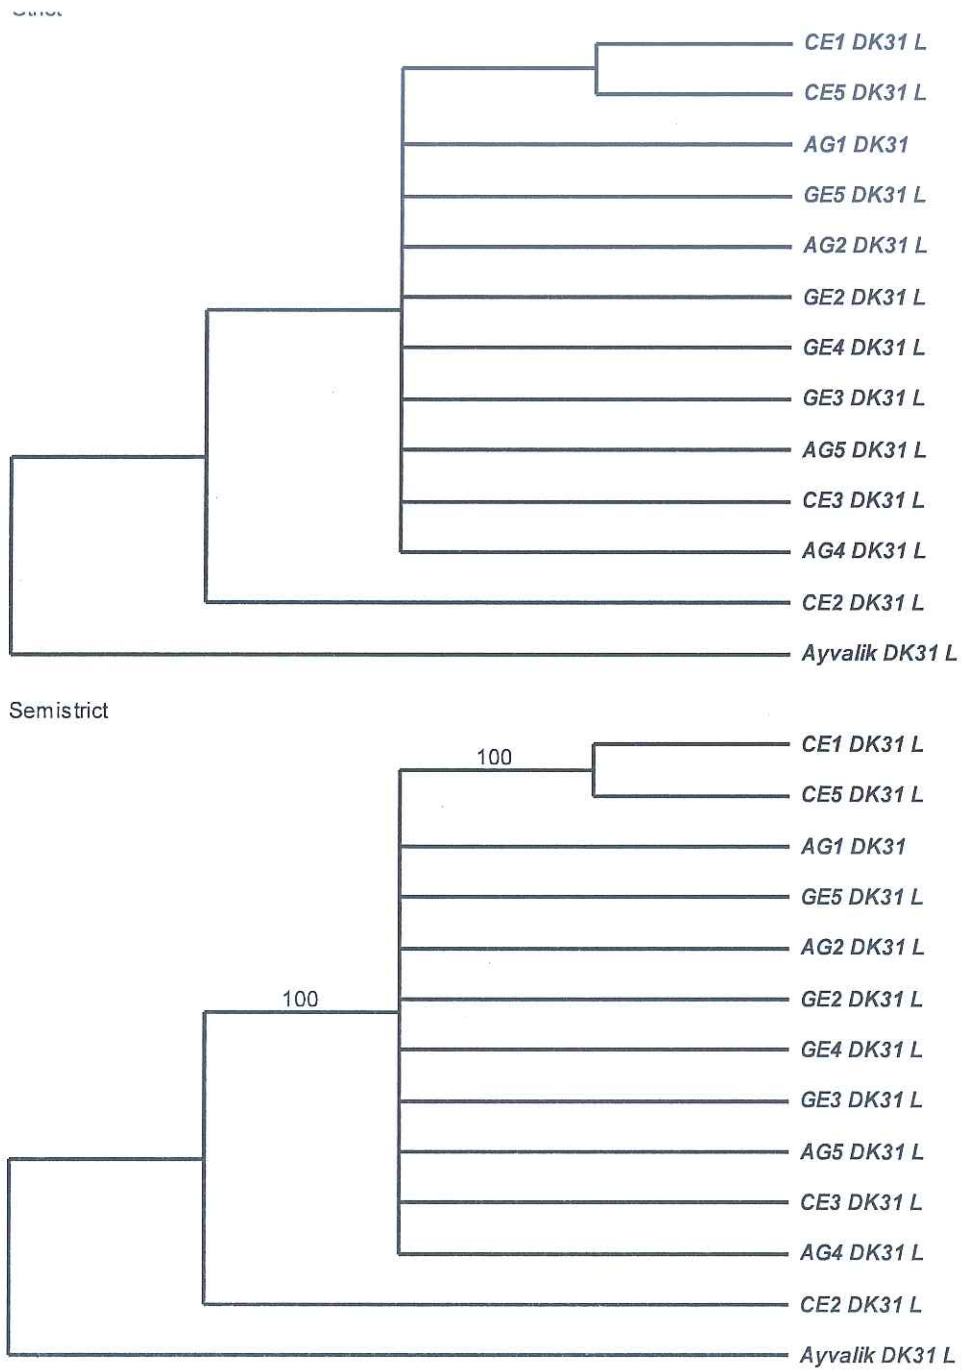 CE1 DK31 L
CE5 DK31 L
AG1 DK31
GE5 DK31 L
AG2 DK31 L
GE2 DK31 L
GE4 DK31 L
GE3 DK31 L
AG5 DK31 L
CE3 DK31 L
AG4 DK31 L
CE2 DK31 L
Ayvalik DK31 L
Semistrict
100
CE1 DK31 L
CE5 DK31 L
AG1 DK31
GE5 DK31 L
AG2 DK31 L
100
GE2 DK31 L
GE4 DK31 L
GE3 DK31 L
AG5 DK31 L
CE3 DK31 L
AG4 DK31 L
CE2 DK31 L
Ayvalik DK31 L